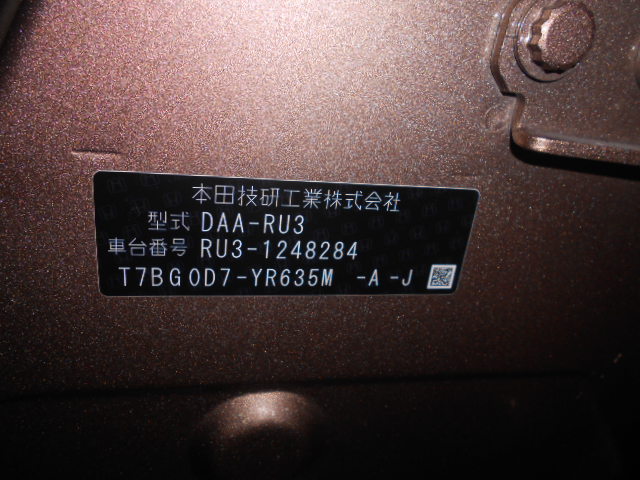 本田技研工業株式会社
型式 DAA-RU3
車台番号 RU3-1248284
T7BG0D7-YR635M -A-J